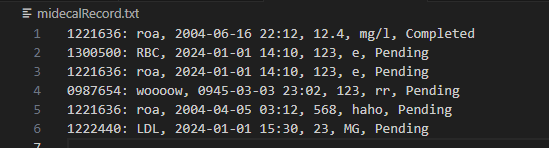 midecalRecord.txt
1 1221636: roa, 2004-06-16 22:12, 12.4, mg/l, Completed
2 1300500: RBC, 2024-01-01 14:10, 123, e, Pending
3 1221636: roa, 2024-01-01 14:10, 123, e, Pending
4 0987654: woooow, 0945-03-03 23:02, 123, rr, Pending
5 1221636: roa, 2004-04-05 03:12, 568, haho, Pending
6 1222440: LDL, 2024-01-01 15:30, 23, MG, Pending
7